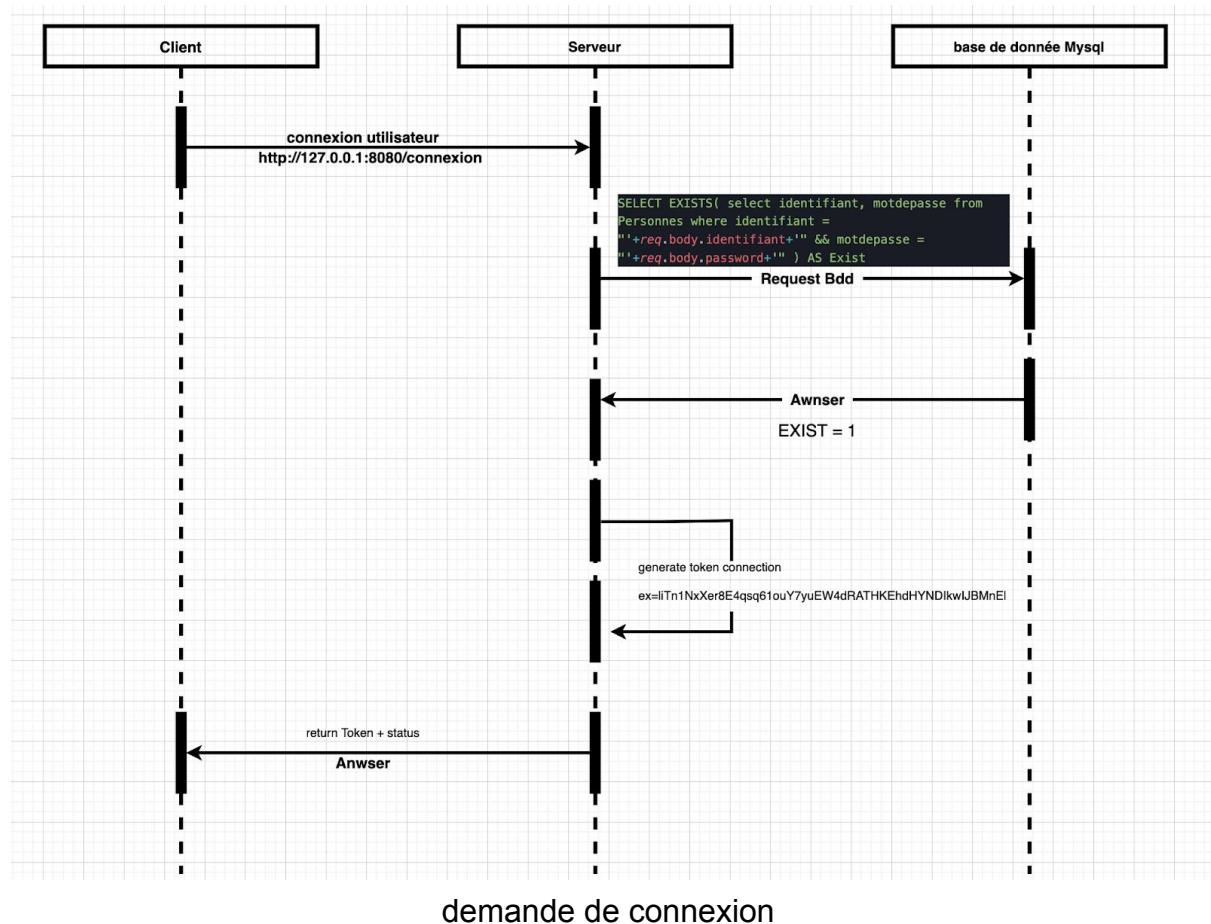 Client
Serveur
base de donnée Mysql
connexion utilisateur
http://127.0.0.1:8080/connexion
SELECT EXISTS( select identifiant, motdepasse from
Personnes where identifiant =
"'+req.body.identifiant+'" && motdepasse =
"'+req.body.password+'" ) AS Exist
Request Bdd
Awnser
EXIST = 1
generate token connection
ex=liTn1NxXer8E4qsq61ouY7yuEW4dRATHKEhdHYNDIkwIJBMnEl
return Token + status
Anwser
demande de connexion